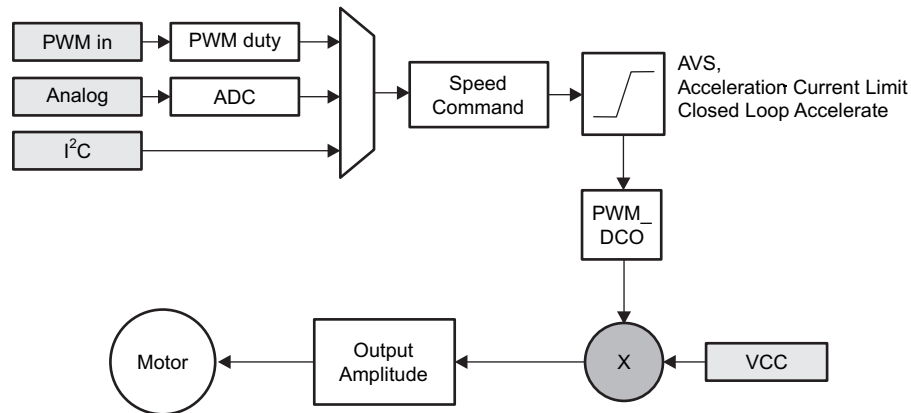 PWM in
PWM duty
Analog
ADC
I²C
Speed
Command
AVS,
Acceleration Current Limit
Closed Loop Accelerate
PWM_
DCO
Motor
Output
Amplitude
X
VCC